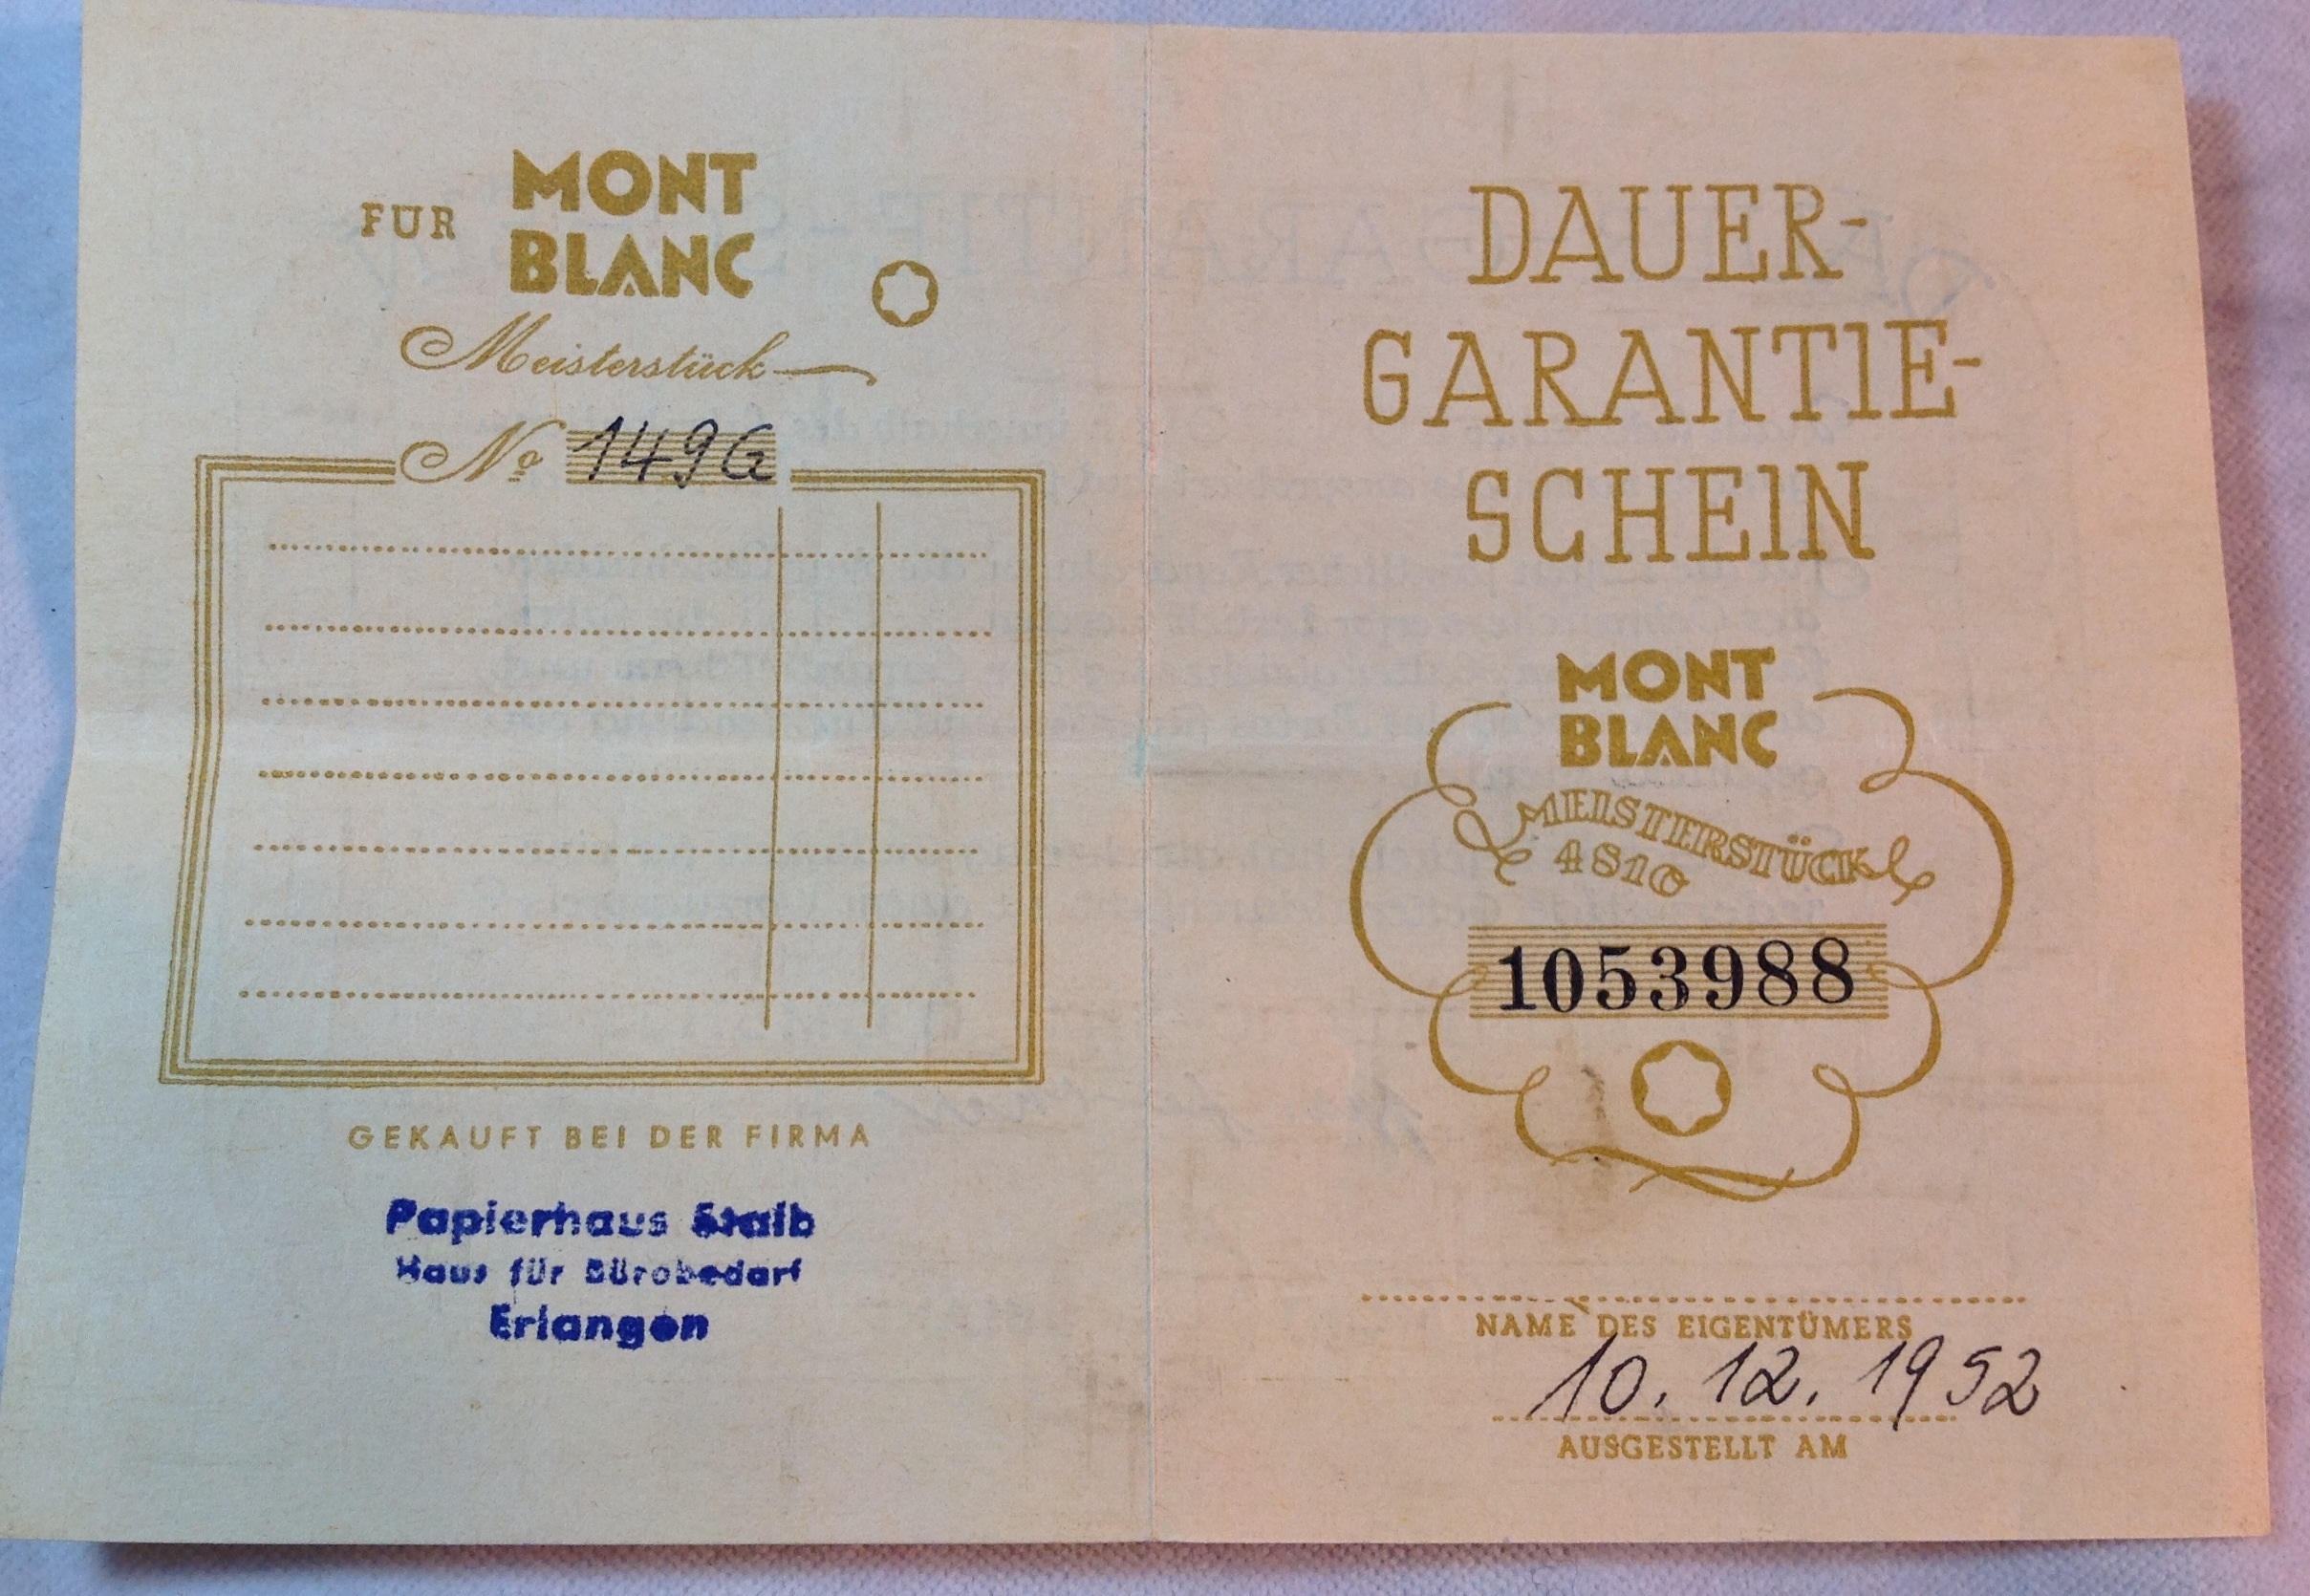 FÜR MONT
BLANC
Meisterstück
No 149G
GEKAUFT BEI DER FIRMA
Papierhaus Staib
Haus für Bürobedarf
Erlangen
DAUER-
GARANTIE-
SCHEIN
MONT
BLANC
MEISTERSTÜCK
4810
1053988
NAME DES EIGENTÜMERS
10. 12. 1952
AUSGESTELLT AM